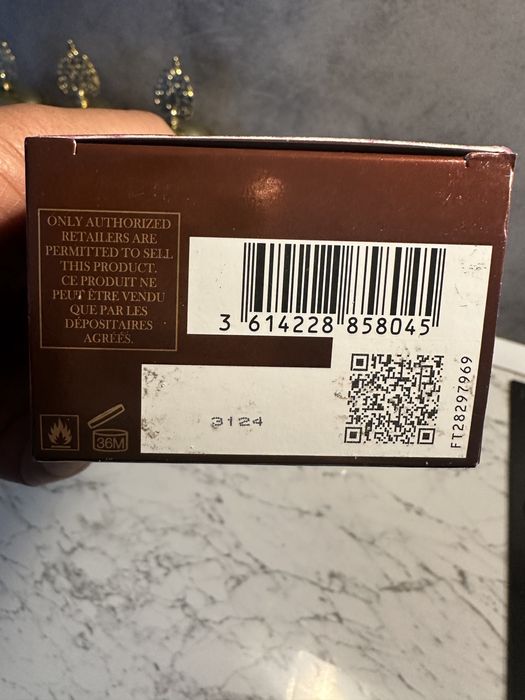 ONLY AUTHORIZED
RETAILERS ARE
PERMITTED TO SELL
THIS PRODUCT.
CE PRODUIT NE
PEUT ÊTRE VENDU
QUE PAR LES
DÉPOSITAIRES
AGRÉÉS.
3 614228 858045
36M
3124
FT28297969